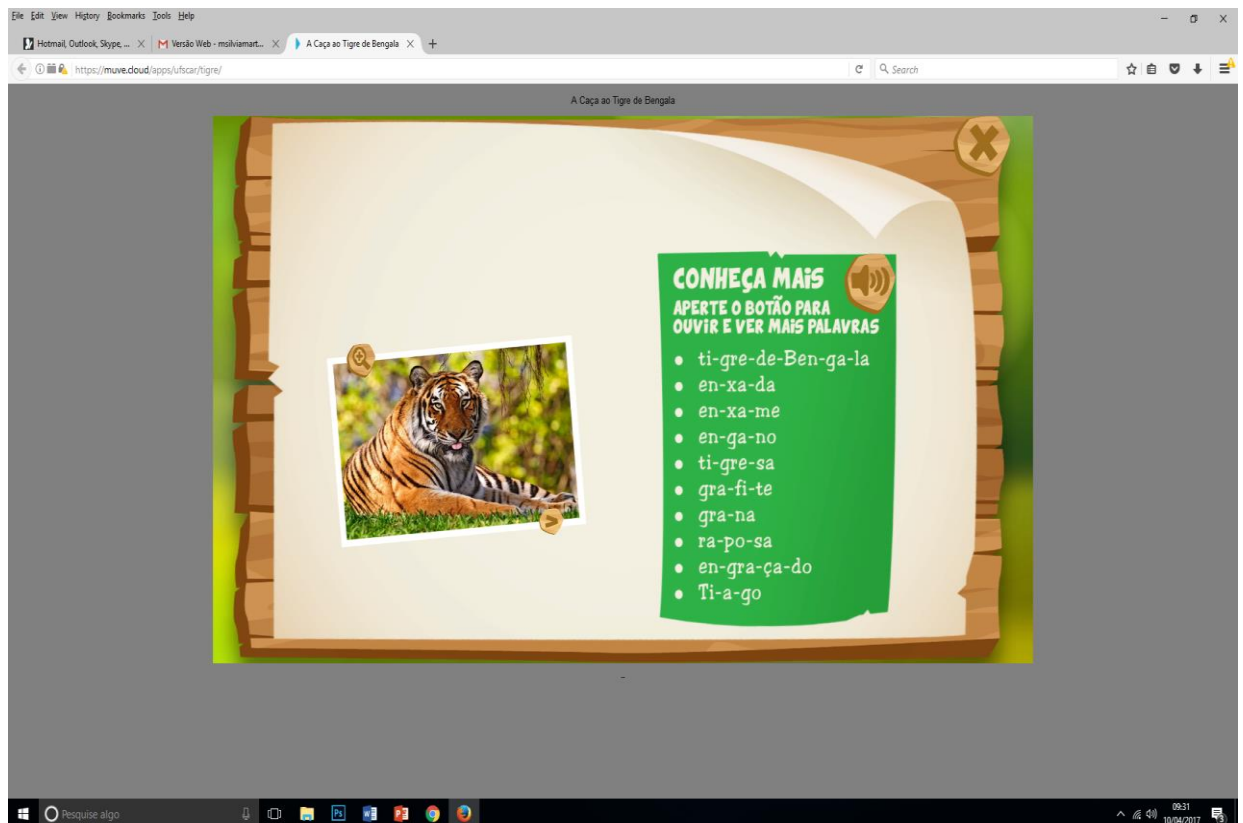 File Edit View History Bookmarks Tools Help
Hotmail, Outlook, Skype, ...
Versão Web - msilviamart...
A Caça ao Tigre de Bengala
https://muve.cloud/apps/ufscar/tigre/
Search
A Caça ao Tigre de Bengala
CONHEÇA MAiS
APERTE O BOTÃO PARA
OUViR E VER MAiS PALAVRAS
• ti-gre-de-Ben-ga-la
• en-xa-da
• en-xa-me
• en-ga-no
• ti-gre-sa
• gra-fi-te
• gra-na
• ra-po-sa
• en-gra-ça-do
• Ti-a-go
Pesquise algo
Ps
09:31
10/04/2017
3